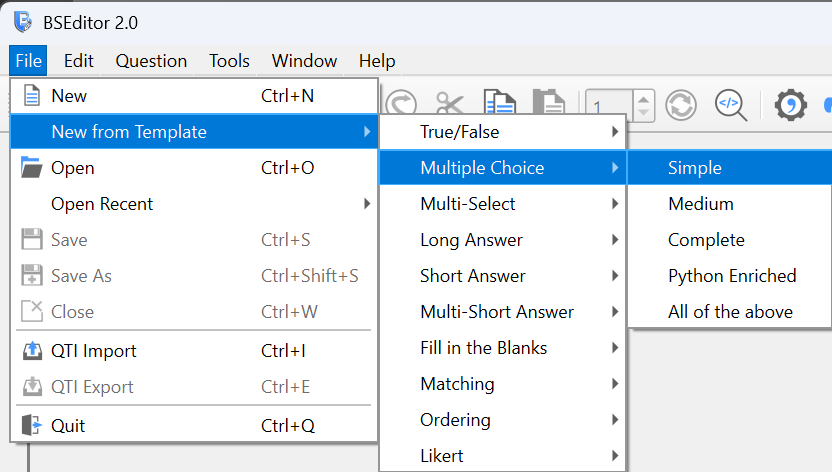 BSEditor 2.0
File Edit Question Tools Window Help
New Ctrl+N
1
New from Template
True/False
Open Ctrl+O
Multiple Choice
Simple
Open Recent
Multi-Select
Medium
Save Ctrl+S
Long Answer
Complete
Save As Ctrl+Shift+S
Short Answer
Python Enriched
Close Ctrl+W
Multi-Short Answer
All of the above
QTI Import Ctrl+I
Fill in the Blanks
QTI Export Ctrl+E
Matching
Quit Ctrl+Q
Ordering
Likert